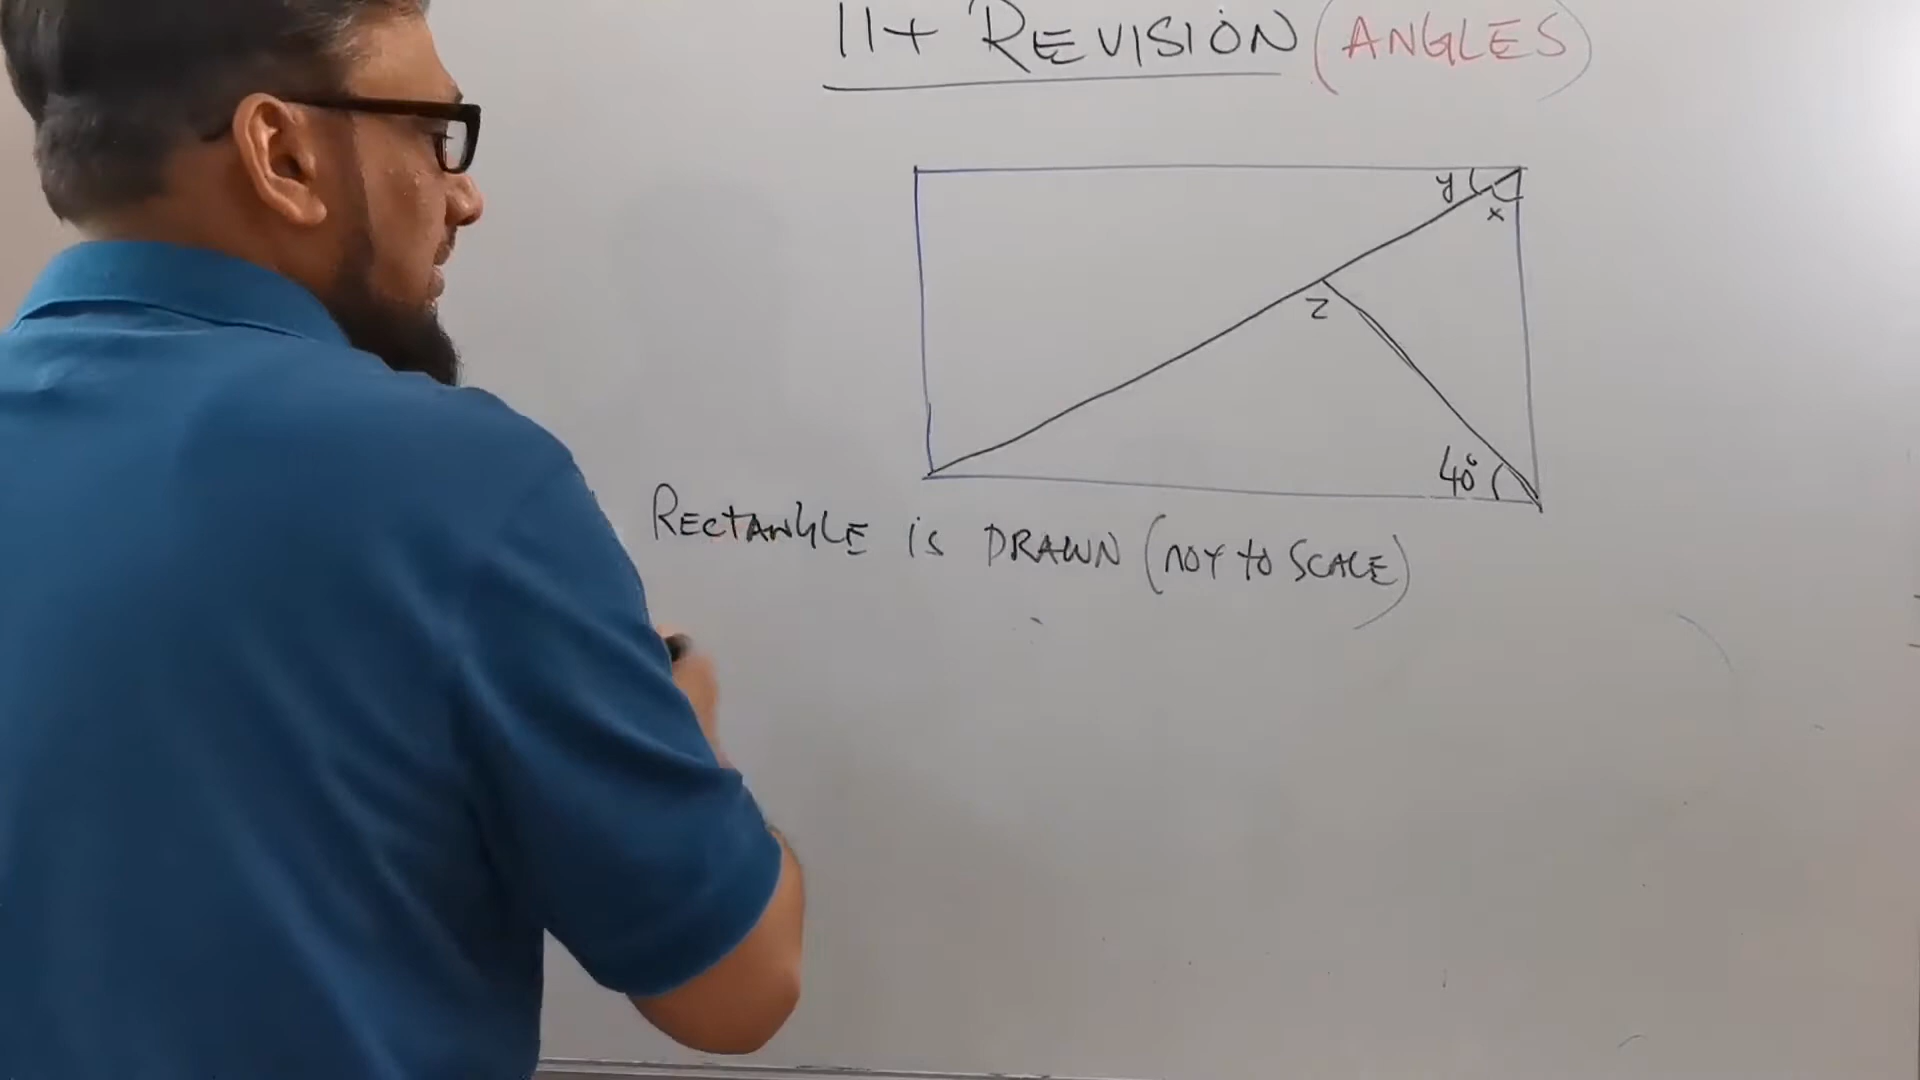 11+ REVISION (ANGLES)
y
x
z
40°
RECTANGLE is DRAWN (NOT to SCALE)